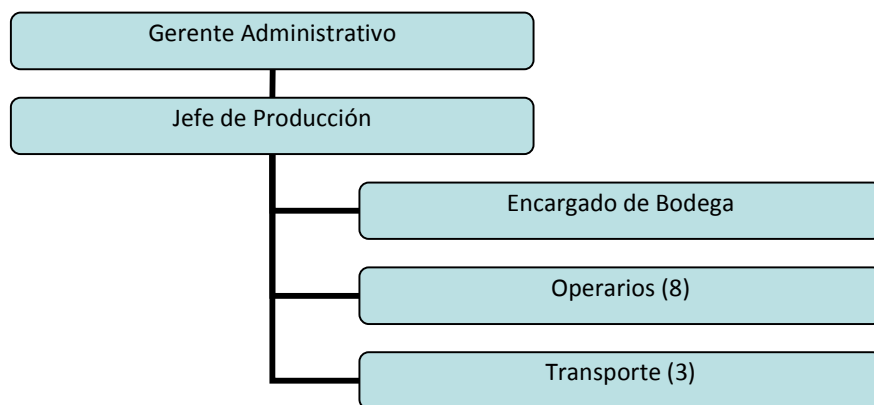 Gerente Administrativo
Jefe de Producción
Encargado de Bodega
Operarios (8)
Transporte (3)